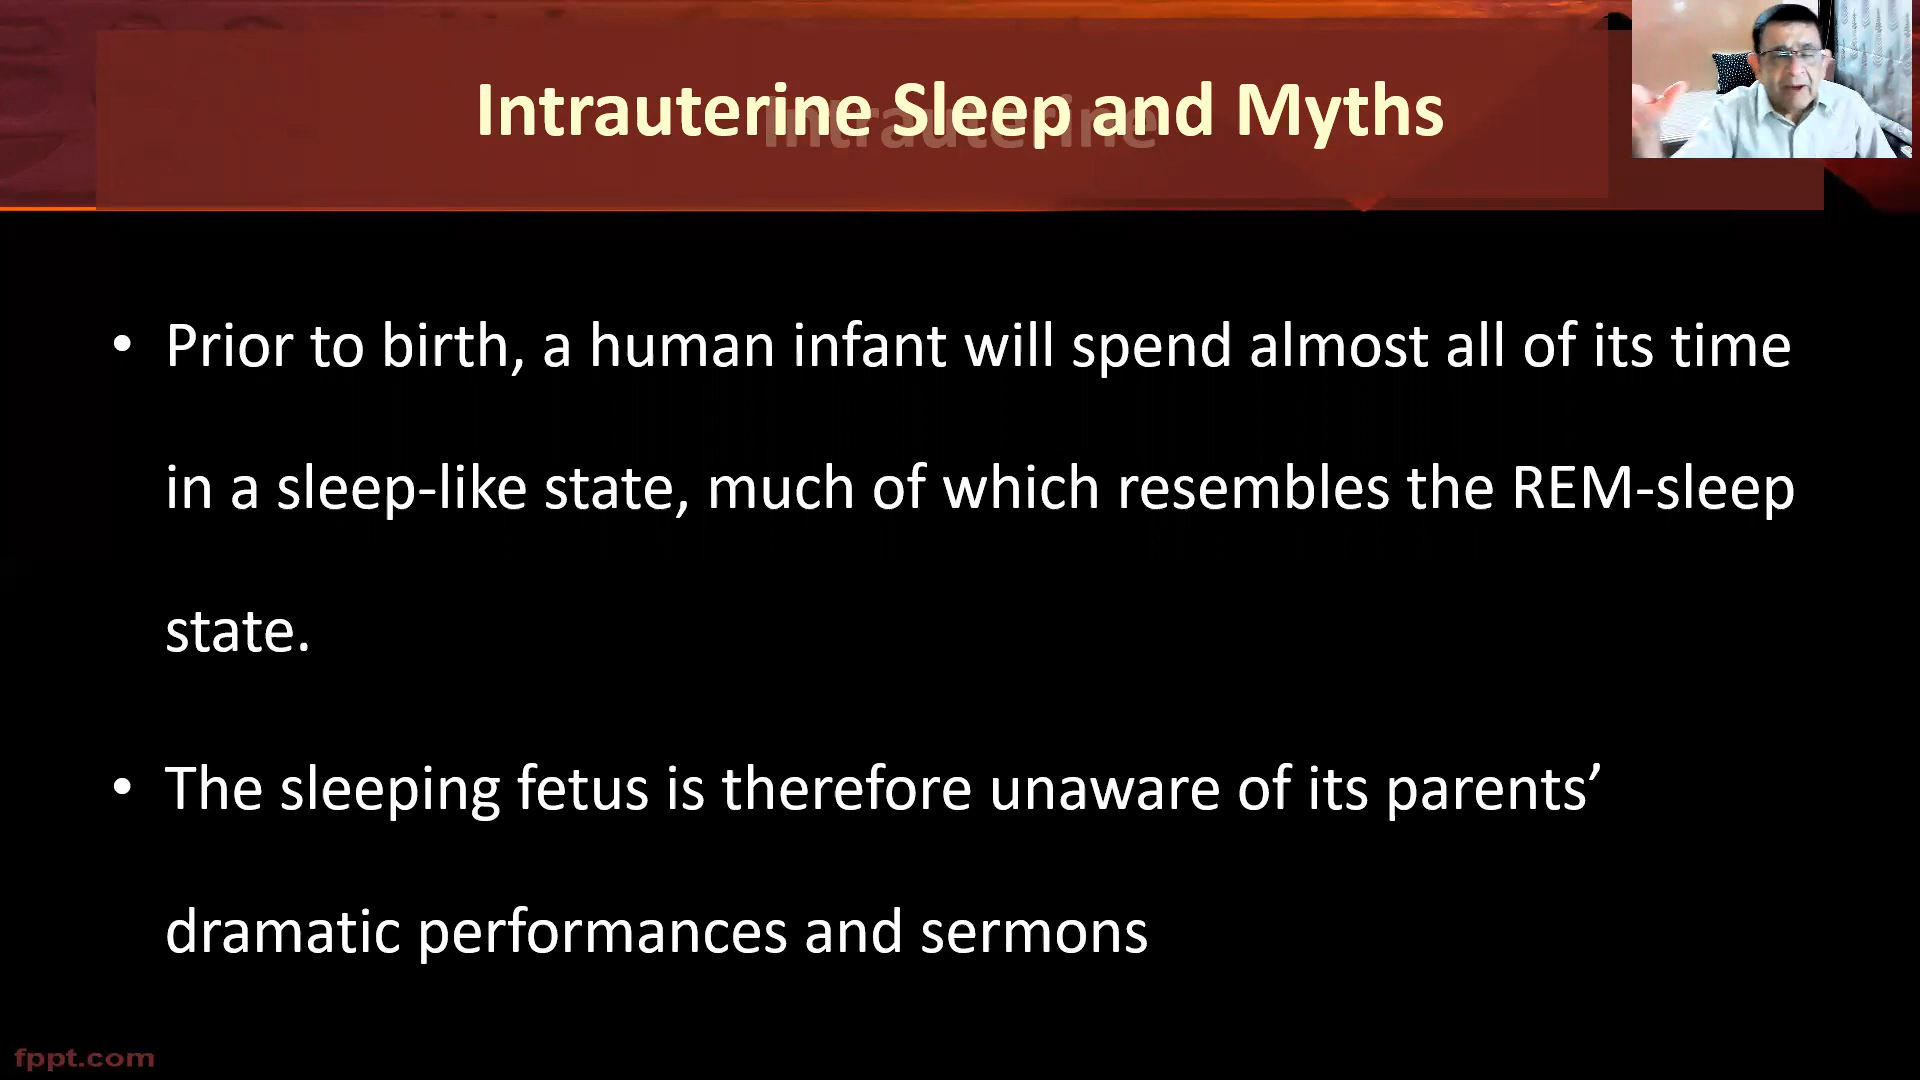 Intrauterine Sleep and Myths
Intrauterine
• Prior to birth, a human infant will spend almost all of its time
in a sleep-like state, much of which resembles the REM-sleep
state.
• The sleeping fetus is therefore unaware of its parents’
dramatic performances and sermons
fppt.com